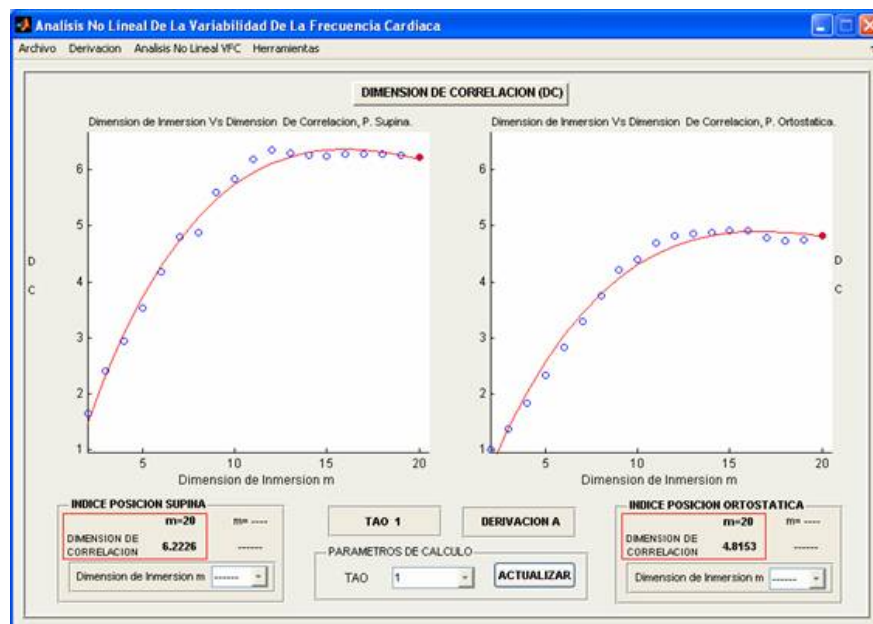 Analisis No Lineal De La Variabilidad De La Frecuencia Cardiaca
Archivo Derivacion Analisis No Lineal VFC Herramientas
DIMENSION DE CORRELACION (DC)
Dimension de Inmersion Vs Dimension De Correlacion, P. Supina.
6
5
4
3
2
1
D
C
5 10 15 20
Dimension de Inmersion m
Dimension de Inmersion Vs Dimension De Correlacion, P. Ortostatica.
6
5
4
3
2
1
D
C
5 10 15 20
Dimension de Inmersion m
INDICE POSICION SUPINA
m=20 m= ----
DIMENSION DE
CORRELACION 6.2226 ------
Dimension de Inmersion m ------
TAO 1
DERIVACION A
PARAMETROS DE CALCULO
TAO 1 ACTUALIZAR
INDICE POSICION ORTOSTATICA
m=20 m= ----
DIMENSION DE
CORRELACION 4.8153 ------
Dimension de Inmersion m ------